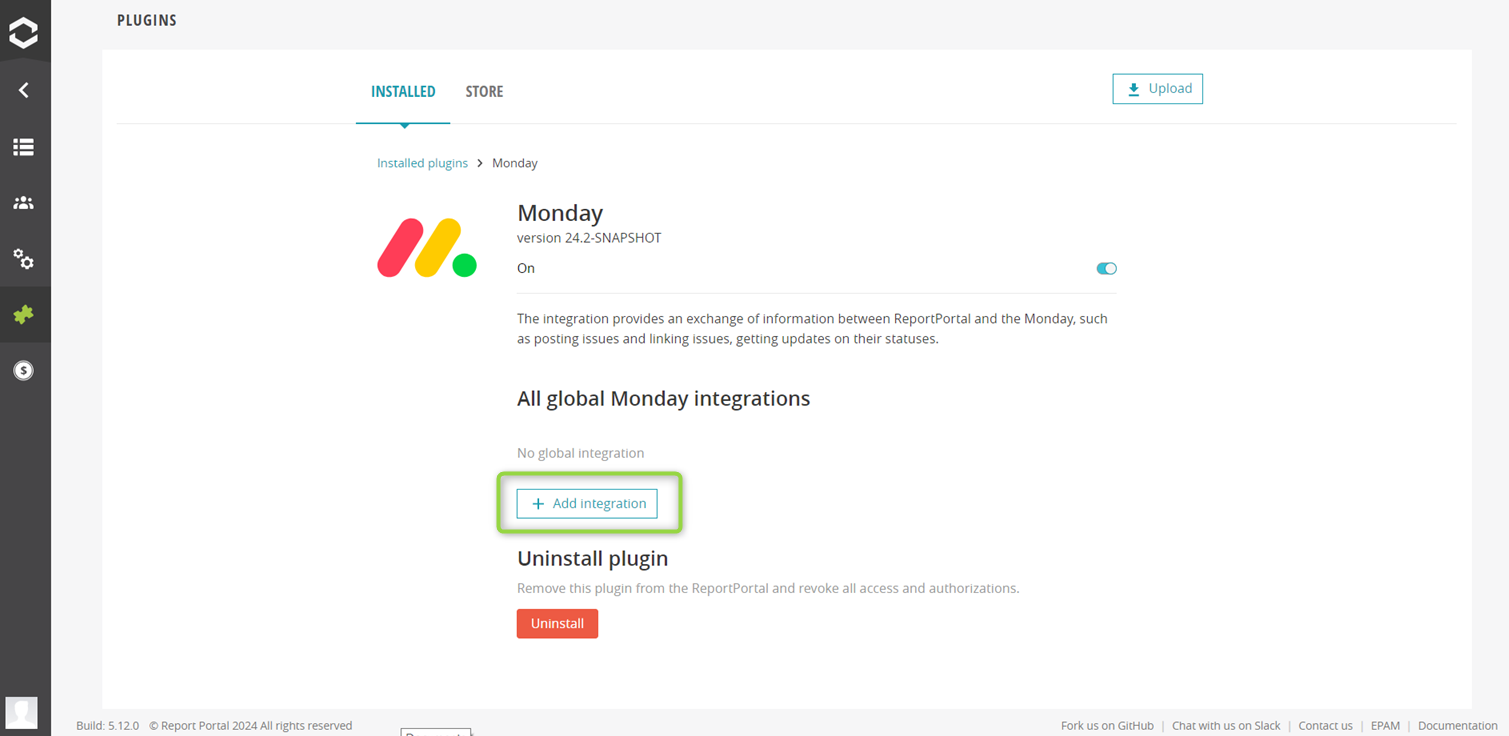 PLUGINS
INSTALLED
STORE
Upload
Installed plugins > Monday
Monday
version 24.2-SNAPSHOT
On
The integration provides an exchange of information between ReportPortal and the Monday, such
as posting issues and linking issues, getting updates on their statuses.
All global Monday integrations
No global integration
+ Add integration
Uninstall plugin
Remove this plugin from the ReportPortal and revoke all access and authorizations.
Uninstall
Build: 5.12.0 © Report Portal 2024 All rights reserved
Fork us on GitHub | Chat with us on Slack | Contact us | EPAM | Documentation